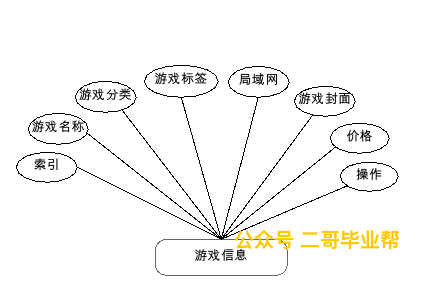 游戏标签
局域网
游戏分类
游戏封面
游戏名称
价格
索引
操作
公众号 二哥毕业帮
游戏信息